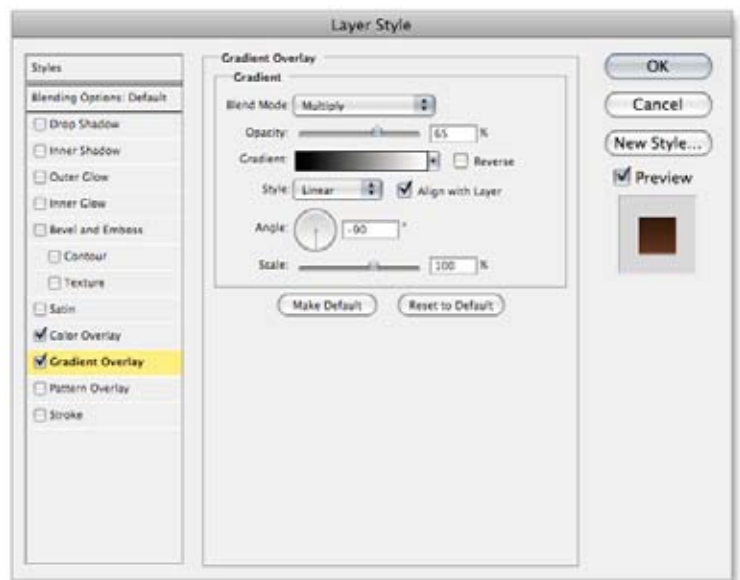 Layer Style
Styles
Blending Options: Default
Drop Shadow
Inner Shadow
Outer Glow
Inner Glow
Bevel and Emboss
Contour
Texture
Satin
Color Overlay
Gradient Overlay
Pattern Overlay
Stroke
Gradient Overlay
Gradient
Blend Mode: Multiply
Opacity: 65 %
Gradient: Reverse
Style: Linear Align with Layer
Angle: -90 °
Scale: 100 %
Make Default Reset to Default
OK
Cancel
New Style...
Preview